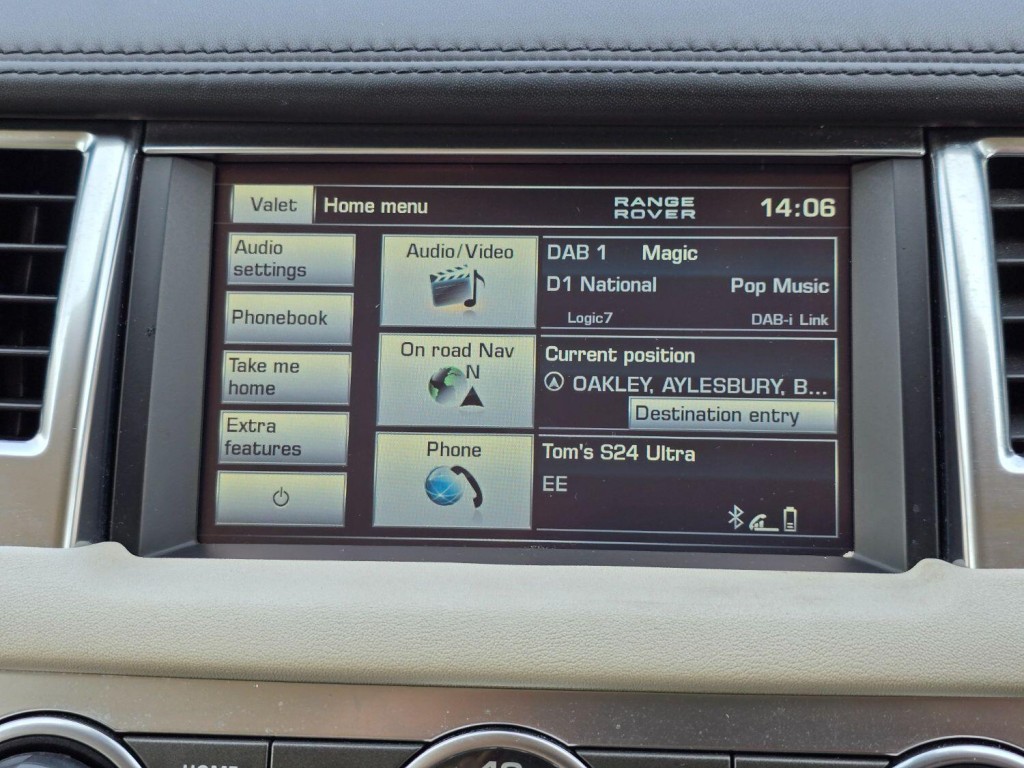 Valet
Home menu
RANGE
ROVER
14:06
Audio
settings
Phonebook
Take me
home
Extra
features
Audio/Video
DAB 1 Magic
D1 National Pop Music
Logic7 DAB-i Link
On road Nav
N
Current position
OAKLEY, AYLESBURY, B...
Destination entry
Phone
Tom's S24 Ultra
EE
HOME